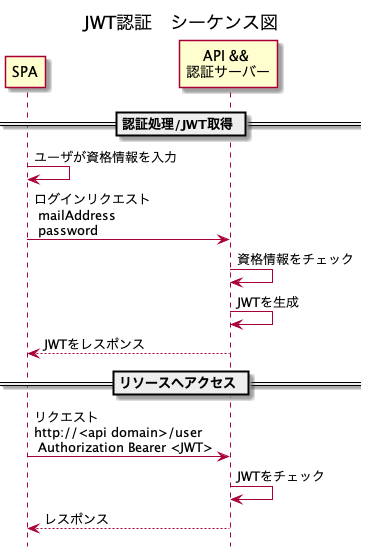 JWT認証　シーケンス図
SPA
API &&
認証サーバー
認証処理/JWT取得
ユーザが資格情報を入力
ログインリクエスト
mailAddress
password
資格情報をチェック
JWTを生成
JWTをレスポンス
リソースへアクセス
リクエスト
http://<api domain>/user
Authorization Bearer <JWT>
JWTをチェック
レスポンス